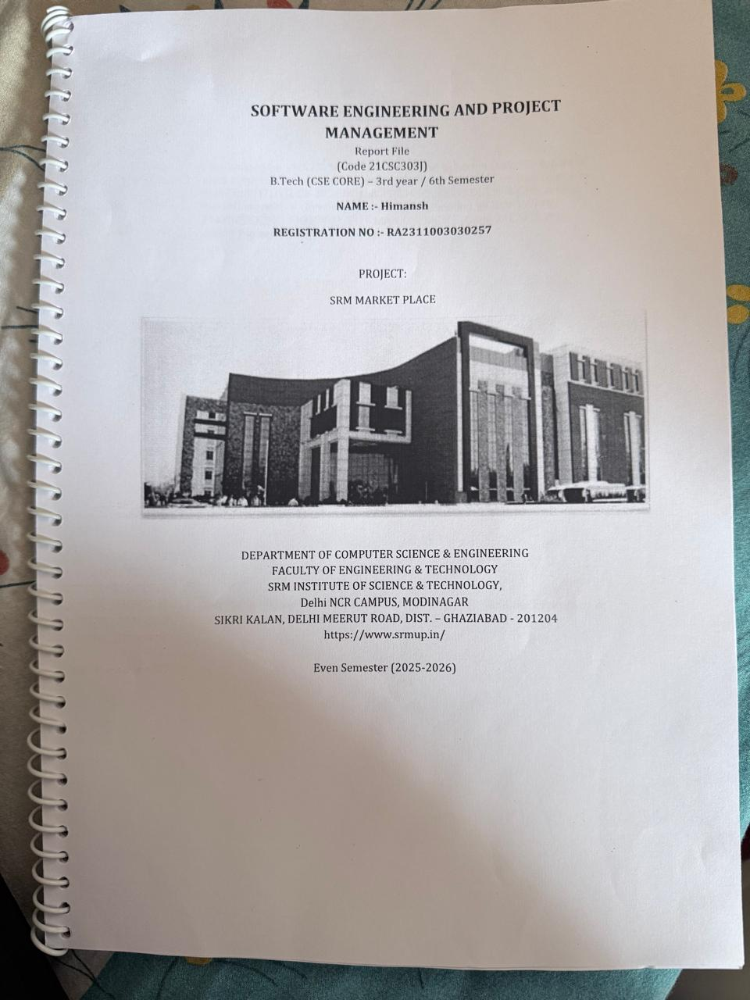 SOFTWARE ENGINEERING AND PROJECT
MANAGEMENT
Report File
(Code 21CSC303J)
B.Tech (CSE CORE) – 3rd year / 6th Semester
NAME :- Himansh
REGISTRATION NO :- RA2311003030257
PROJECT:
SRM MARKET PLACE
DEPARTMENT OF COMPUTER SCIENCE & ENGINEERING
FACULTY OF ENGINEERING & TECHNOLOGY
SRM INSTITUTE OF SCIENCE & TECHNOLOGY,
Delhi NCR CAMPUS, MODINAGAR
SIKRI KALAN, DELHI MEERUT ROAD, DIST. – GHAZIABAD - 201204
https://www.srmup.in/
Even Semester (2025-2026)